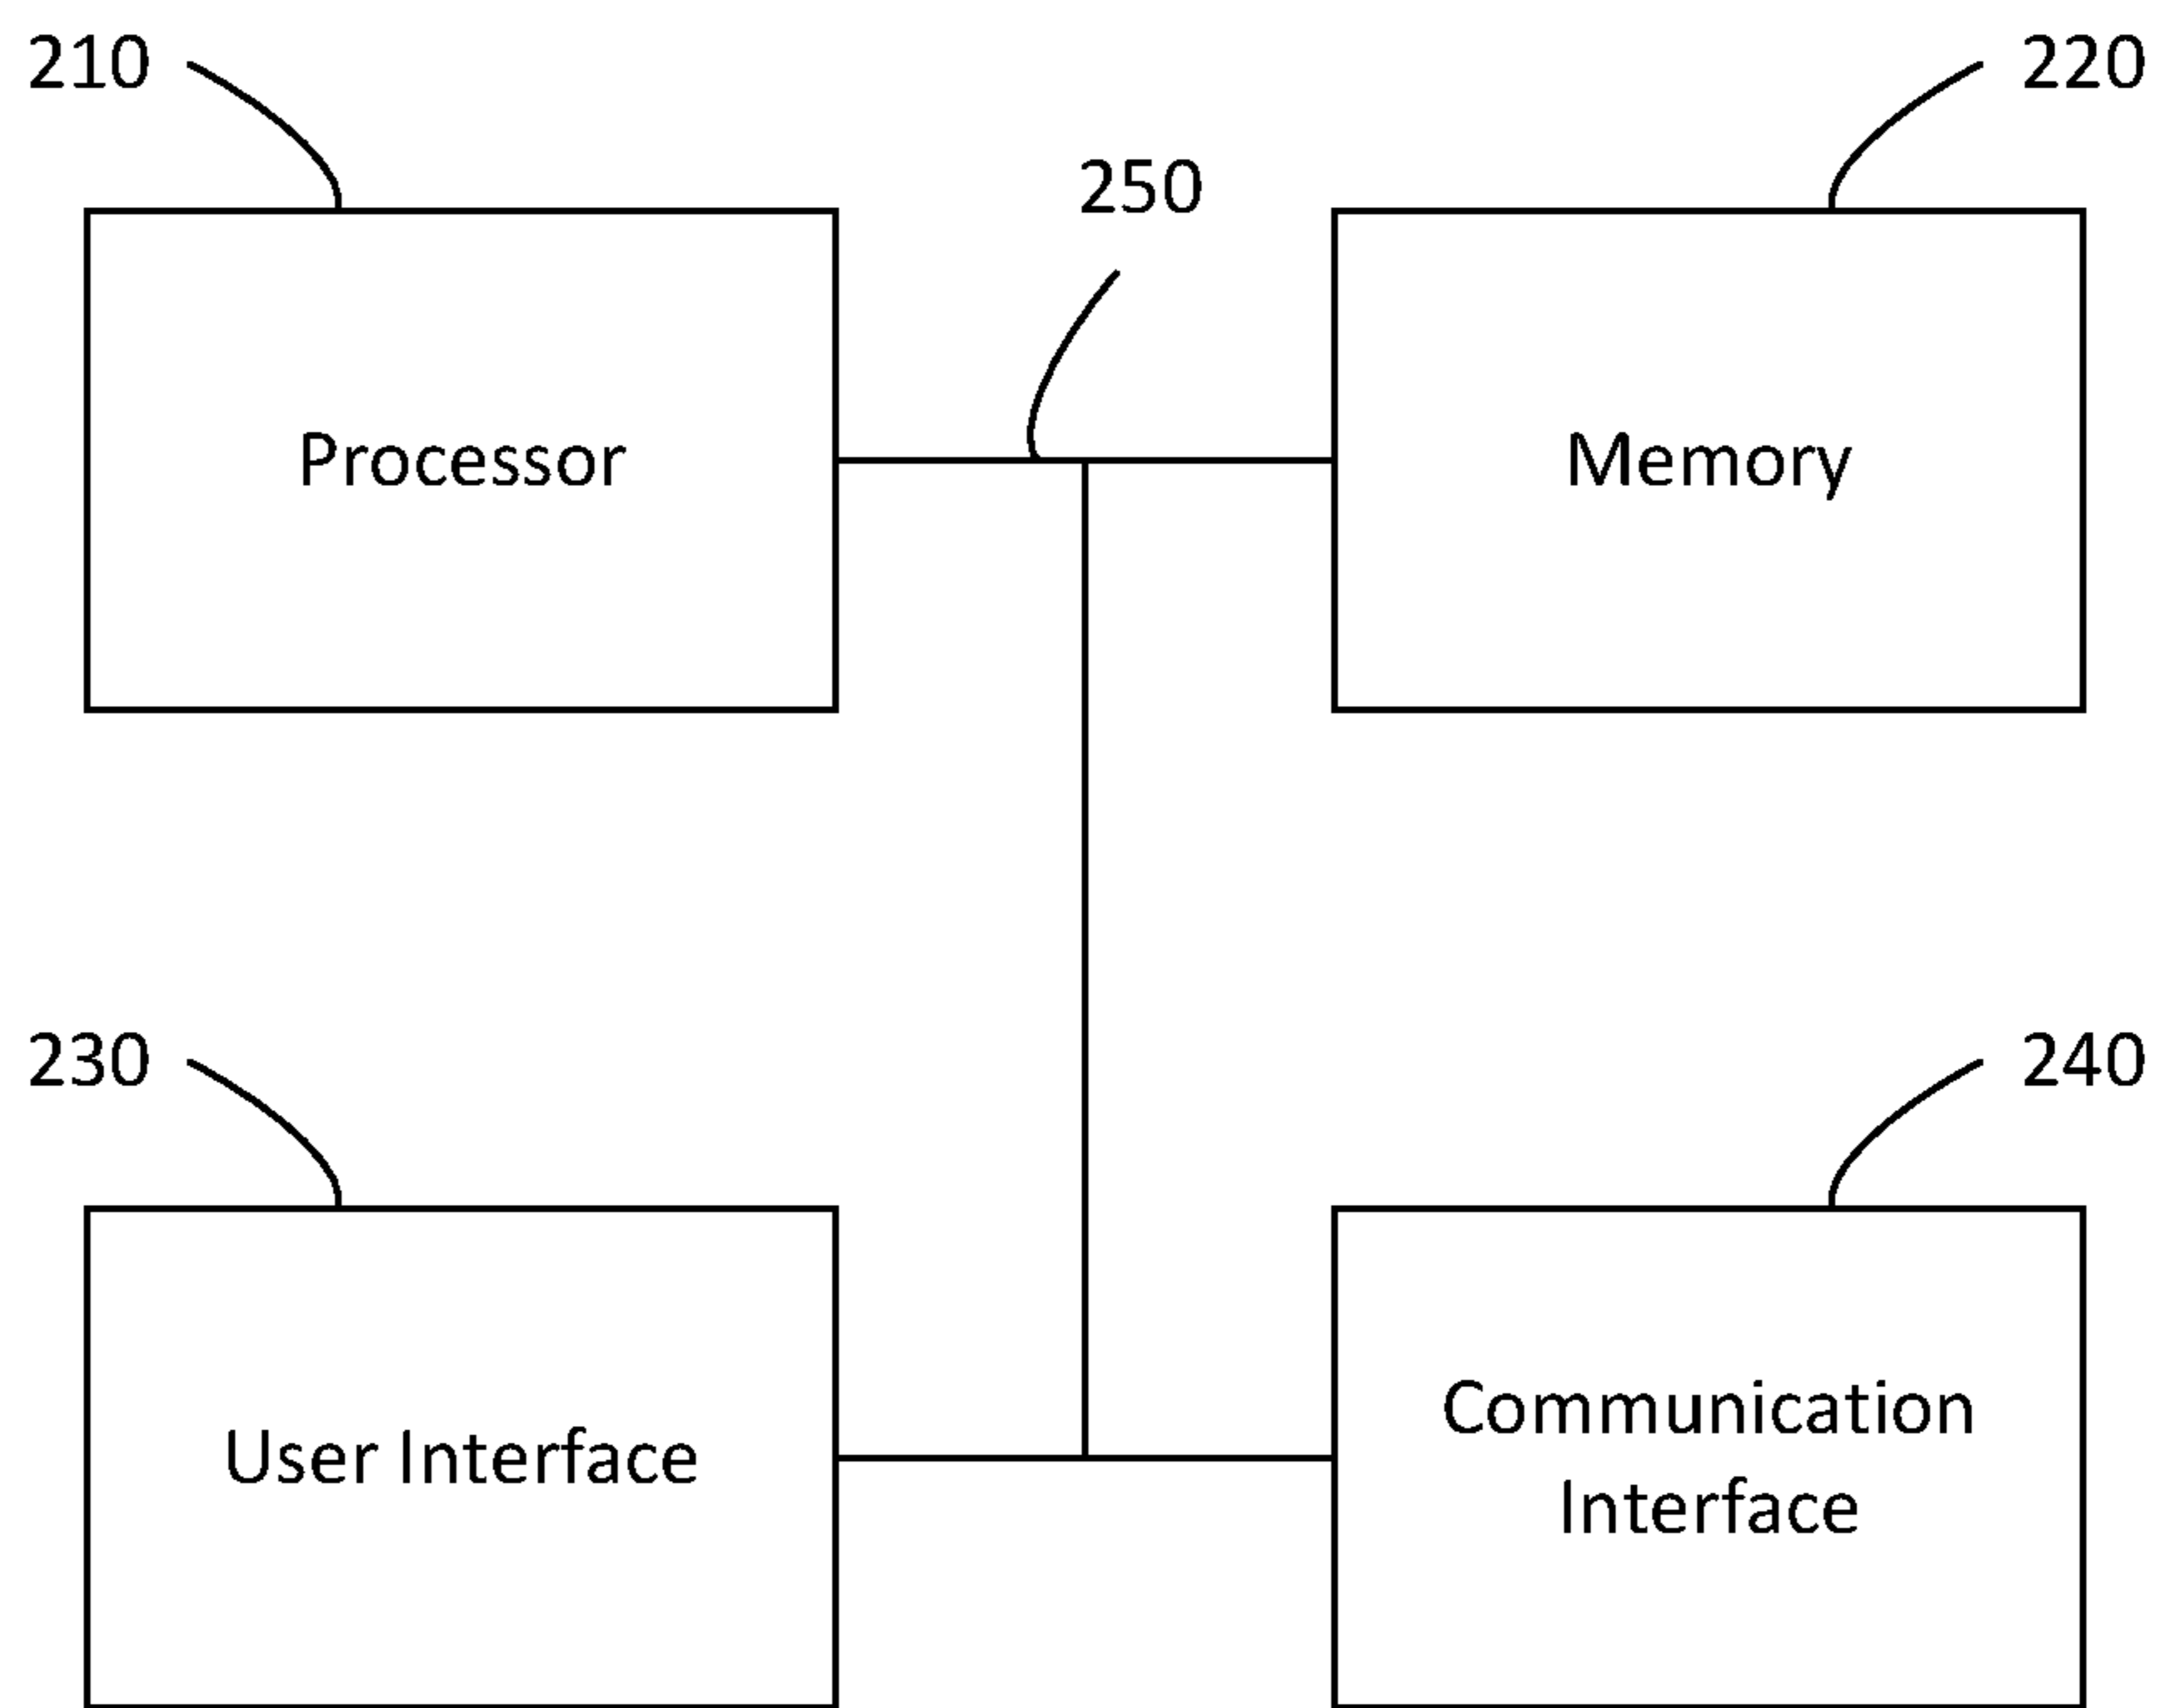 210
220
250
Processor
Memory
230
240
User Interface
Communication
Interface